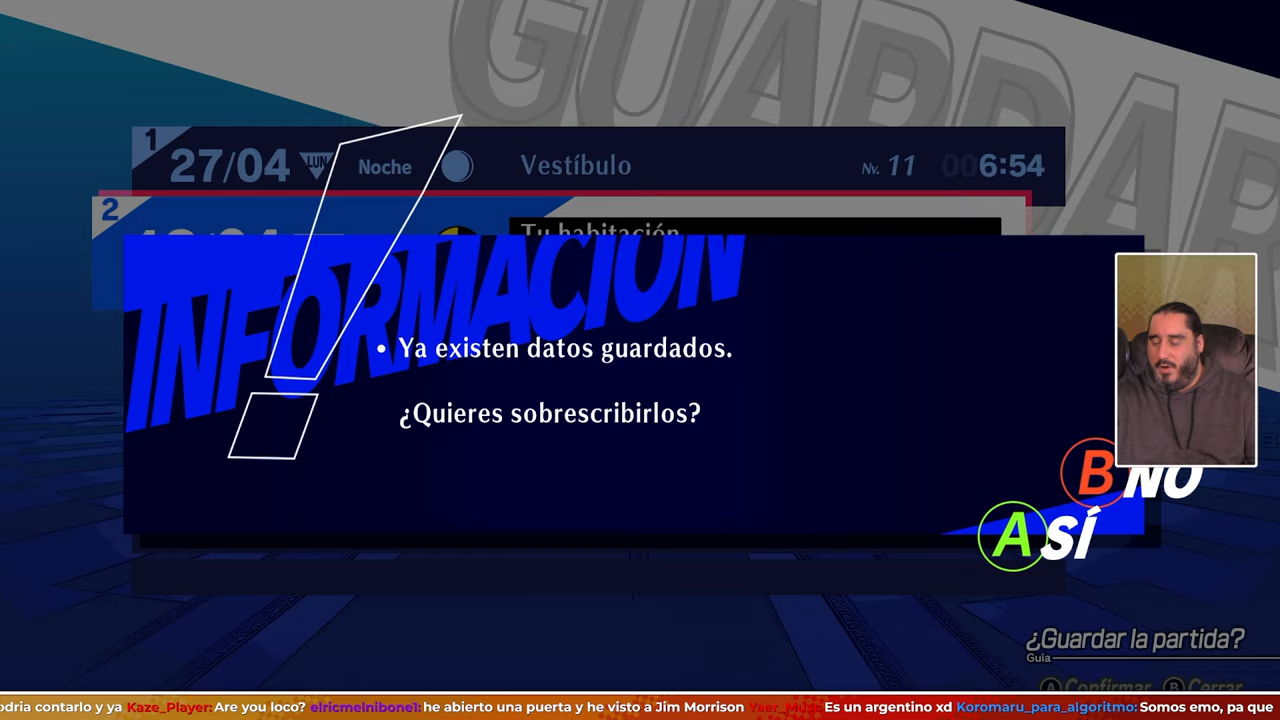 GUARDAR
1
27/04 LUN Noche Vestíbulo Nv. 11 006:54
2
Tu habitación
INFORMACIÓN
• Ya existen datos guardados.
¿Quieres sobrescribirlos?
B NO
A SÍ
¿Guardar la partida?
Guía
A Confirmar B Cerrar
odria contarlo y ya Kaze_Player: Are you loco? elricmelnibone1: he abierto una puerta y he visto a Jim Morrison Es un argentino xd Koromaru_para_algoritmo: Somos emo, pa que